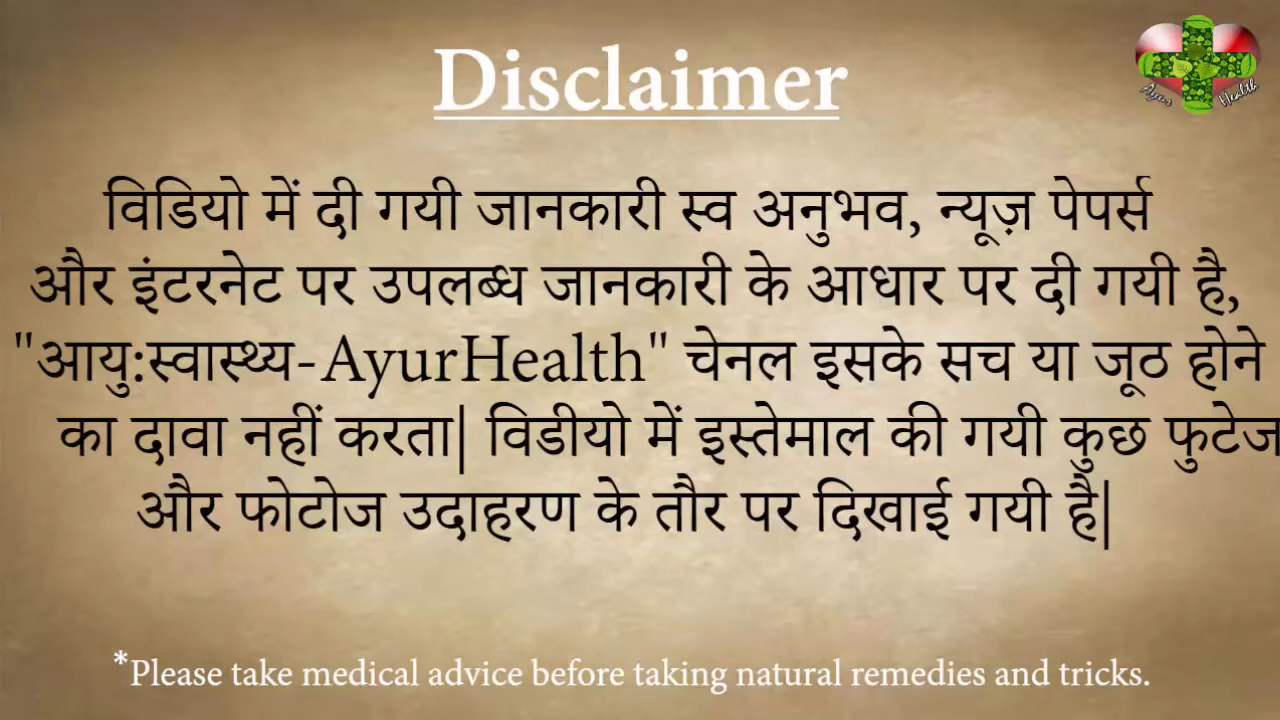 Disclaimer
Ayur Health
विडियो में दी गयी जानकारी स्व अनुभव, न्यूज़ पेपर्स
और इंटरनेट पर उपलब्ध जानकारी के आधार पर दी गयी है,
"आयु:स्वास्थ्य-AyurHealth" चेनल इसके सच या जूठ होने
का दावा नहीं करता| विडीयो में इस्तेमाल की गयी कुछ फुटेज
और फोटोज उदाहरण के तौर पर दिखाई गयी है|
*Please take medical advice before taking natural remedies and tricks.